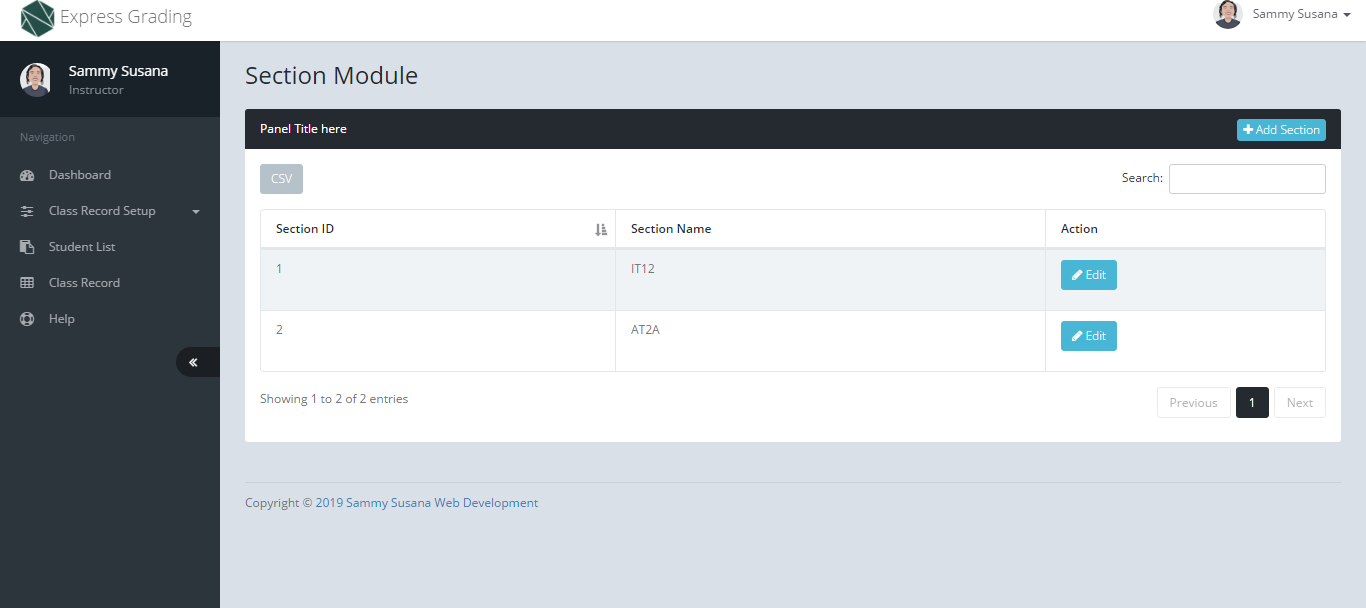 Express Grading
Sammy Susana
Sammy Susana
Instructor
Navigation
Dashboard
Class Record Setup
Student List
Class Record
Help
Section Module
Panel Title here
Add Section
CSV
Search:
Section ID Section Name Action
1 IT12 Edit
2 AT2A Edit
Showing 1 to 2 of 2 entries
Previous 1 Next
Copyright © 2019 Sammy Susana Web Development